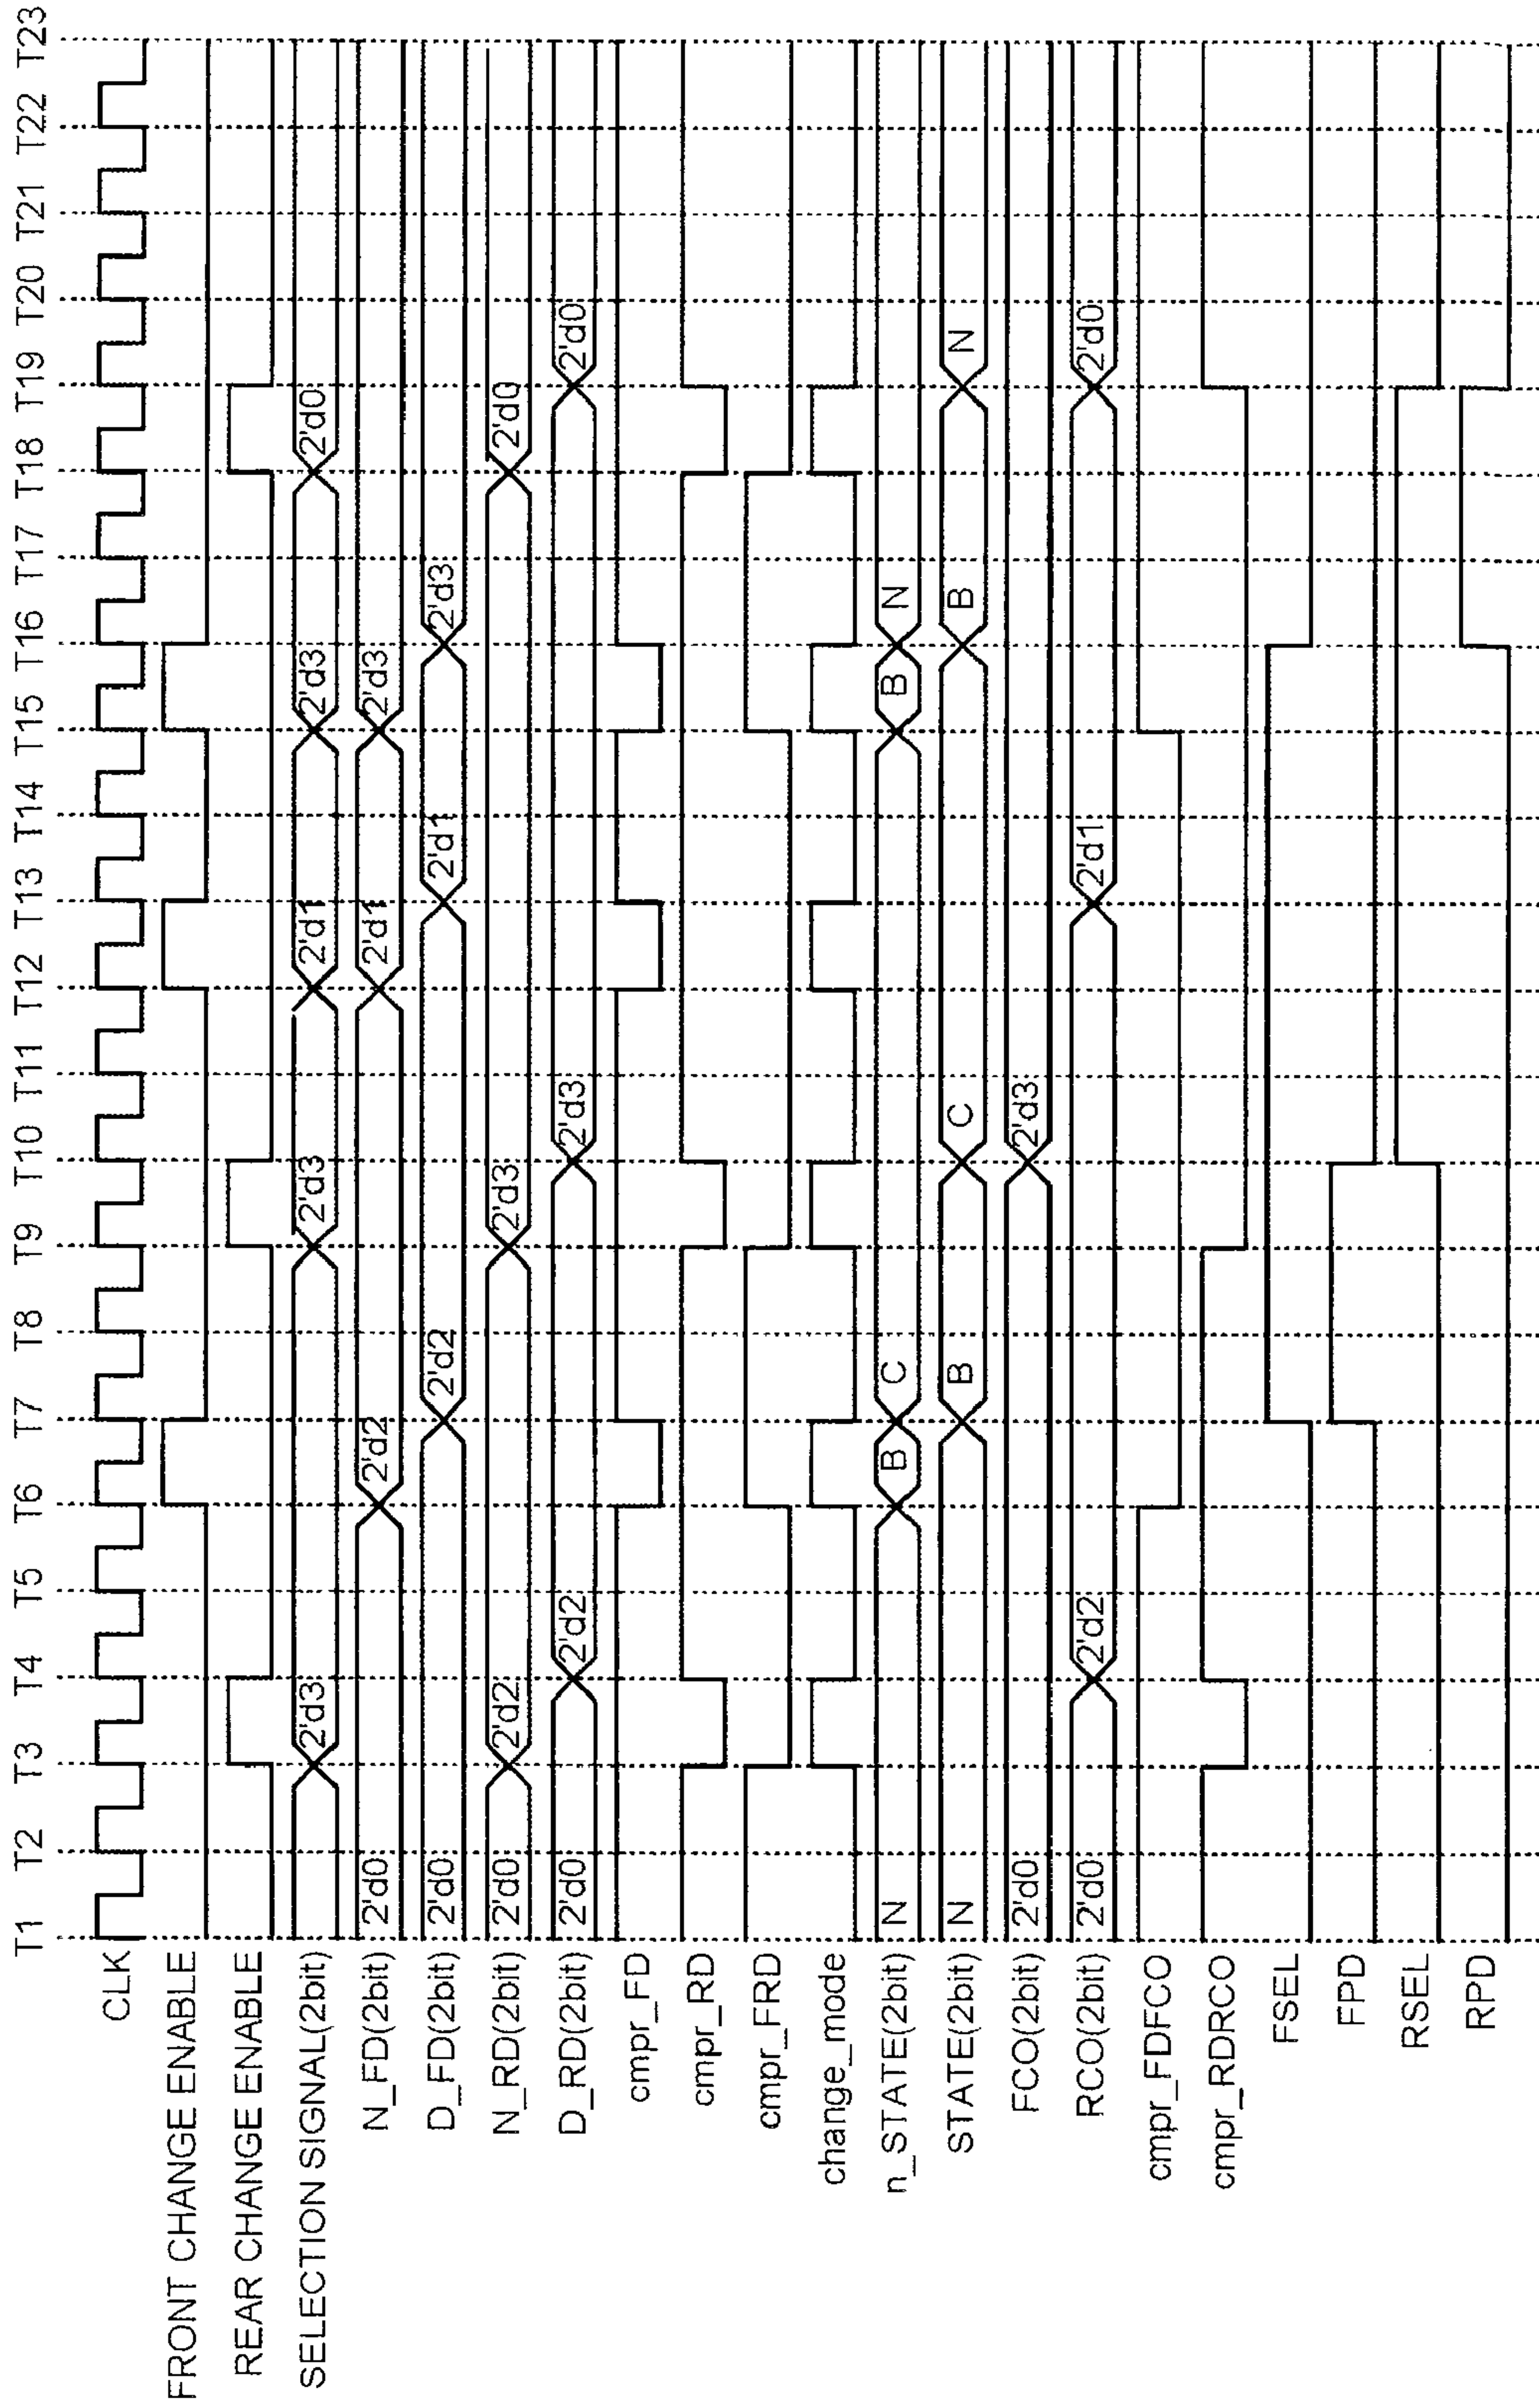 T1 T2 T3 T4 T5 T6 T7 T8 T9 T10 T11 T12 T13 T14 T15 T16 T17 T18 T19 T20 T21 T22 T23
CLK
FRONT CHANGE ENABLE
REAR CHANGE ENABLE
SELECTION SIGNAL(2bit) 2'd3 2'd3 2'd1 2'd3 2'd0
N_FD(2bit) 2'd0 2'd2 2'd1 2'd3
D_FD(2bit) 2'd0 2'd2 2'd1 2'd3
N_RD(2bit) 2'd0 2'd2 2'd3 2'd0
D_RD(2bit) 2'd0 2'd2 2'd3 2'd0
cmpr_FD
cmpr_RD
cmpr_FRD
change_mode
n_STATE(2bit) N B C B N
STATE(2bit) N B C B N
FCO(2bit) 2'd0 2'd3
RCO(2bit) 2'd0 2'd2 2'd1 2'd0
cmpr_FDFCO
cmpr_RDRCO
FSEL
FPD
RSEL
RPD